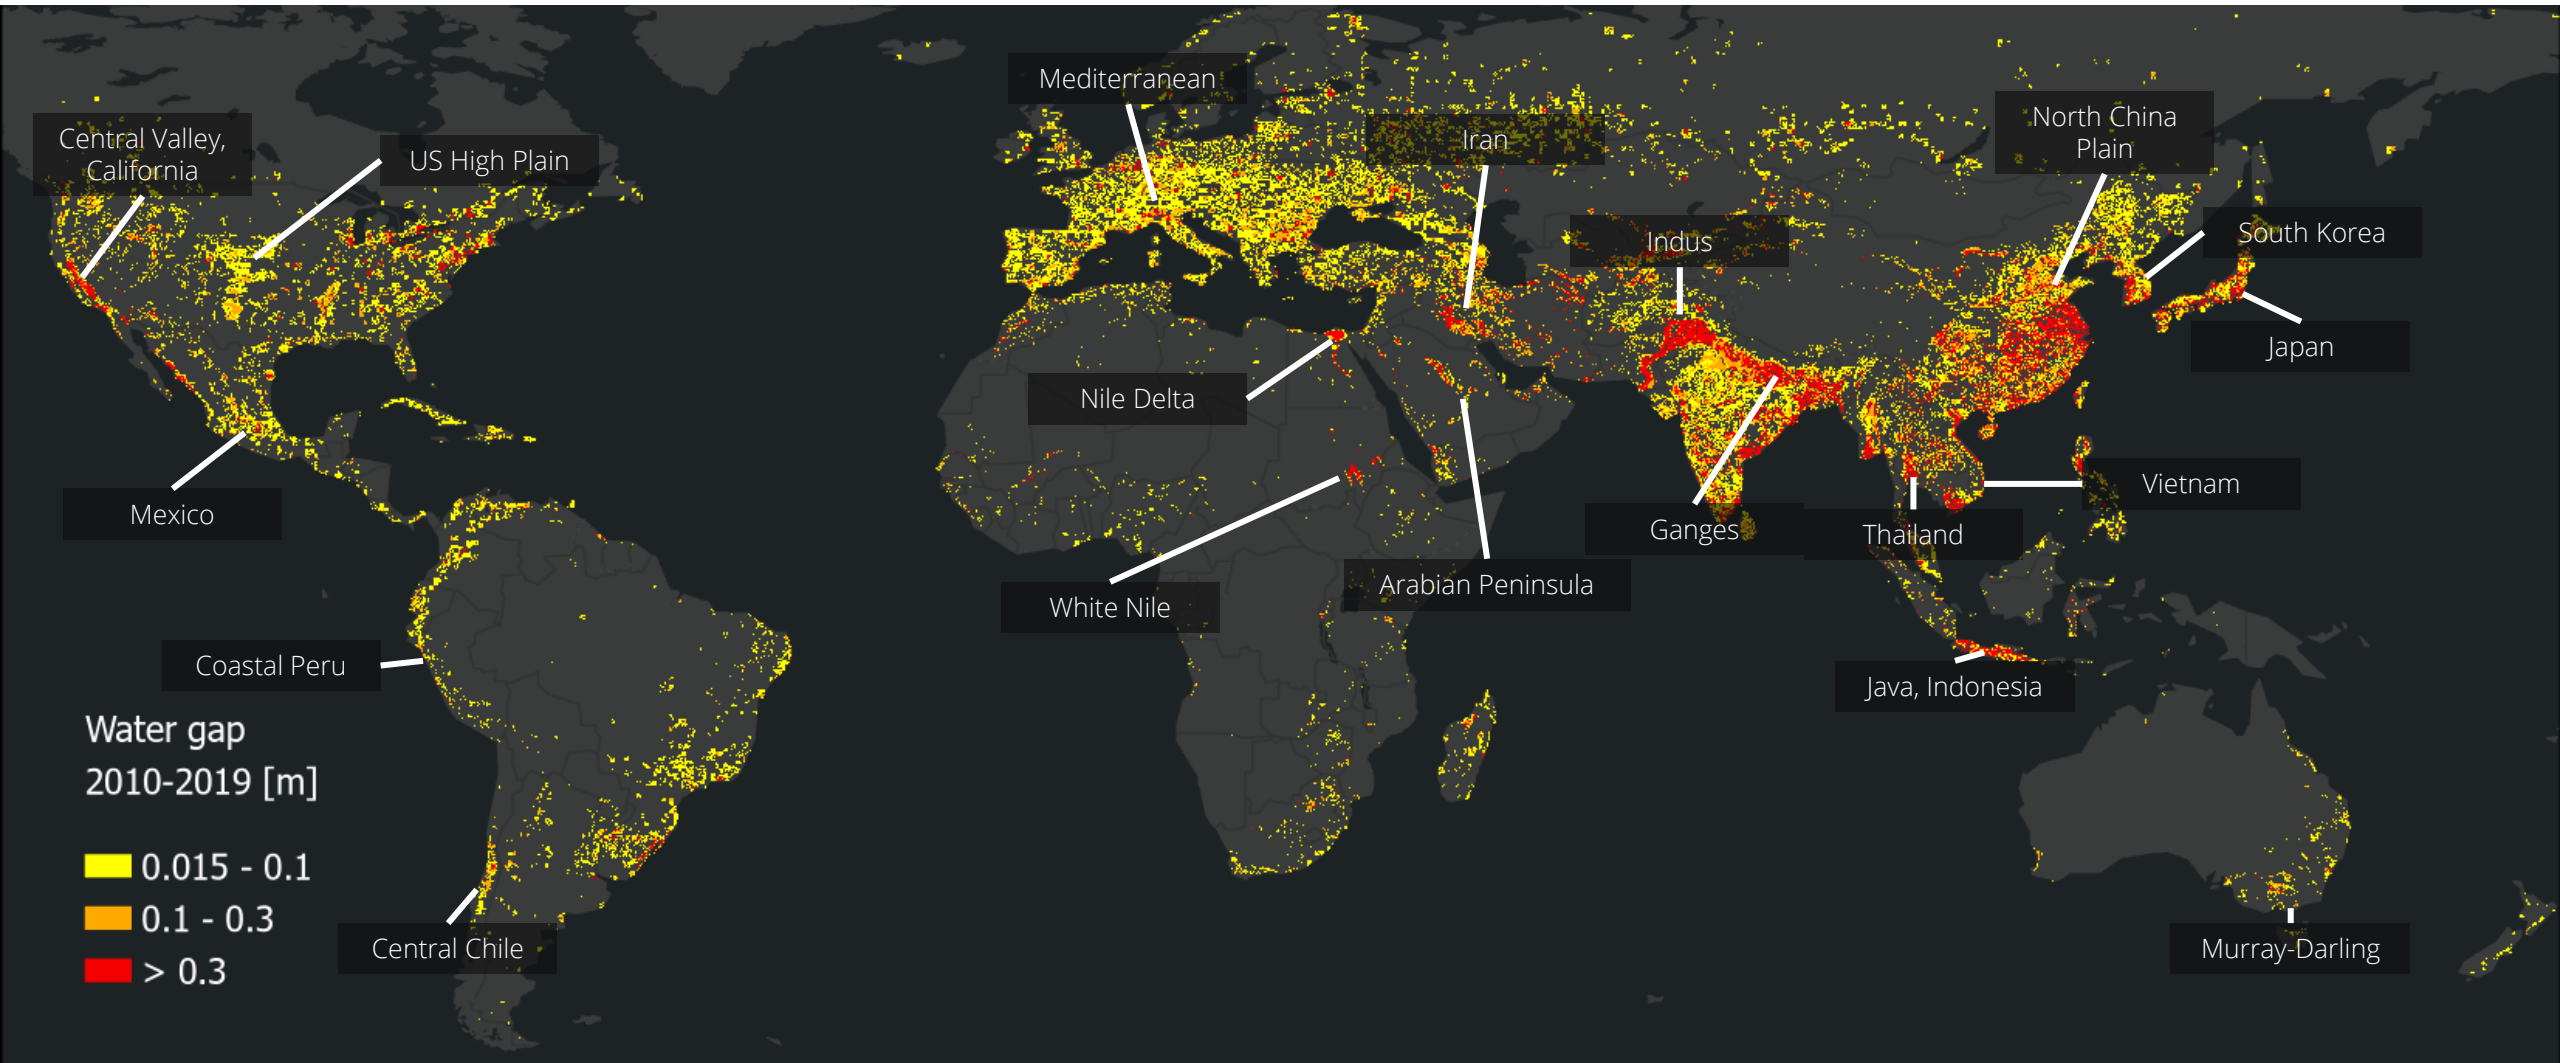 Mediterranean
Central Valley,
California
US High Plain
Iran
North China
Plain
Indus
South Korea
Japan
Nile Delta
Mexico
Vietnam
Ganges
Thailand
White Nile
Arabian Peninsula
Coastal Peru
Java, Indonesia
Water gap
2010-2019 [m]
0.015 - 0.1
0.1 - 0.3
> 0.3
Central Chile
Murray-Darling